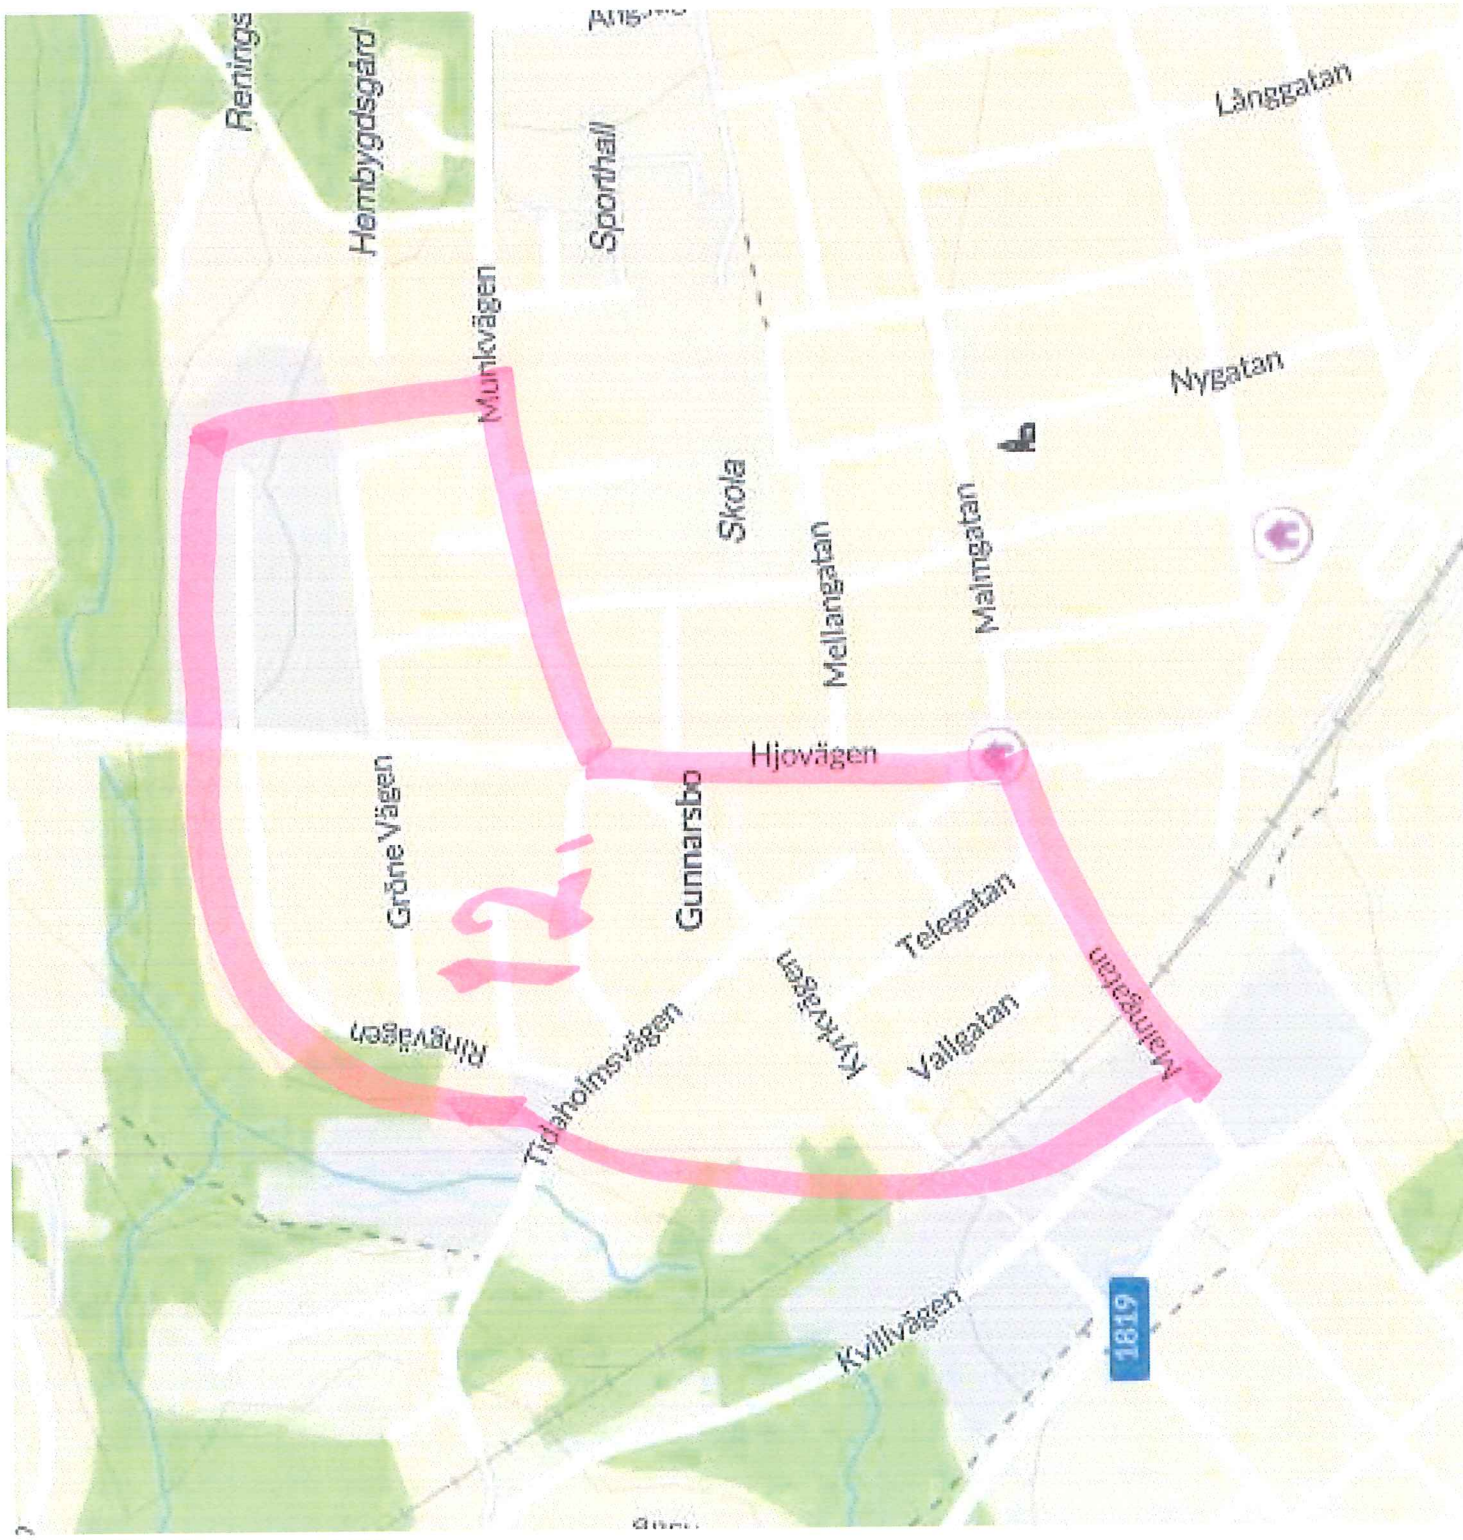 Långgatan
Hembygdsgård
Sporthall
Munkvägen
Nygatan
Skola
Malmgatan
Mellangatan
Hjovägen
Gröne Vägen
Gunnarsbo
12.
Telegatan
Kyrkvägen
Ringvägen
Vallgatan
Malmgatan
Tidaholmsvägen
Kvillvägen
1819
Renings